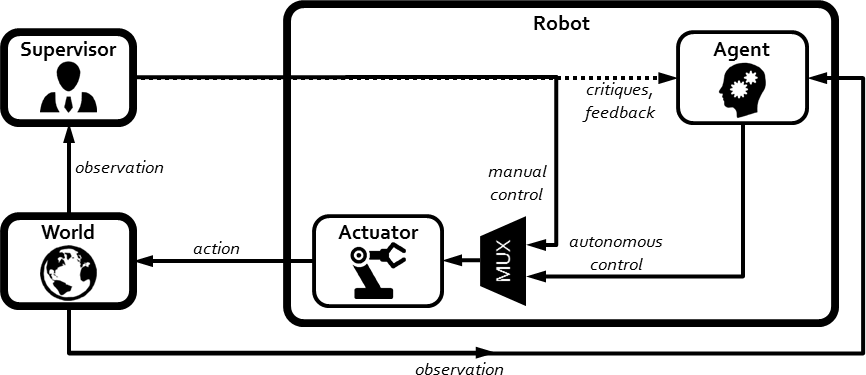 Robot
Supervisor
Agent
critiques,
feedback
observation
manual
control
World
Actuator
action
MUX
autonomous
control
observation